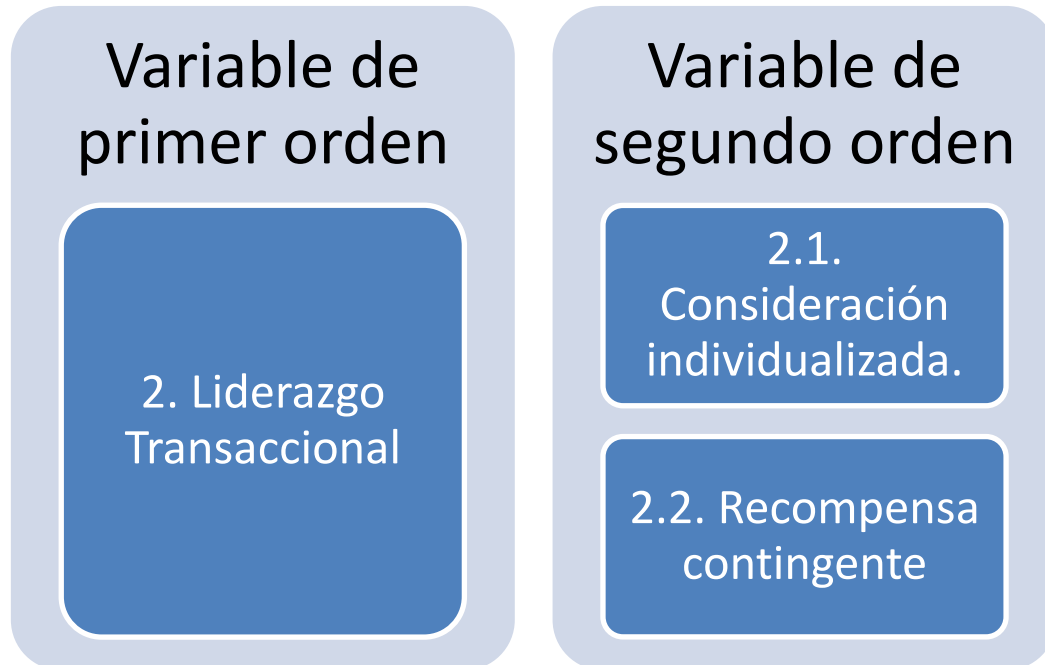 Variable de
primer orden
2. Liderazgo
Transaccional
Variable de
segundo orden
2.1.
Consideración
individualizada.
2.2. Recompensa
contingente